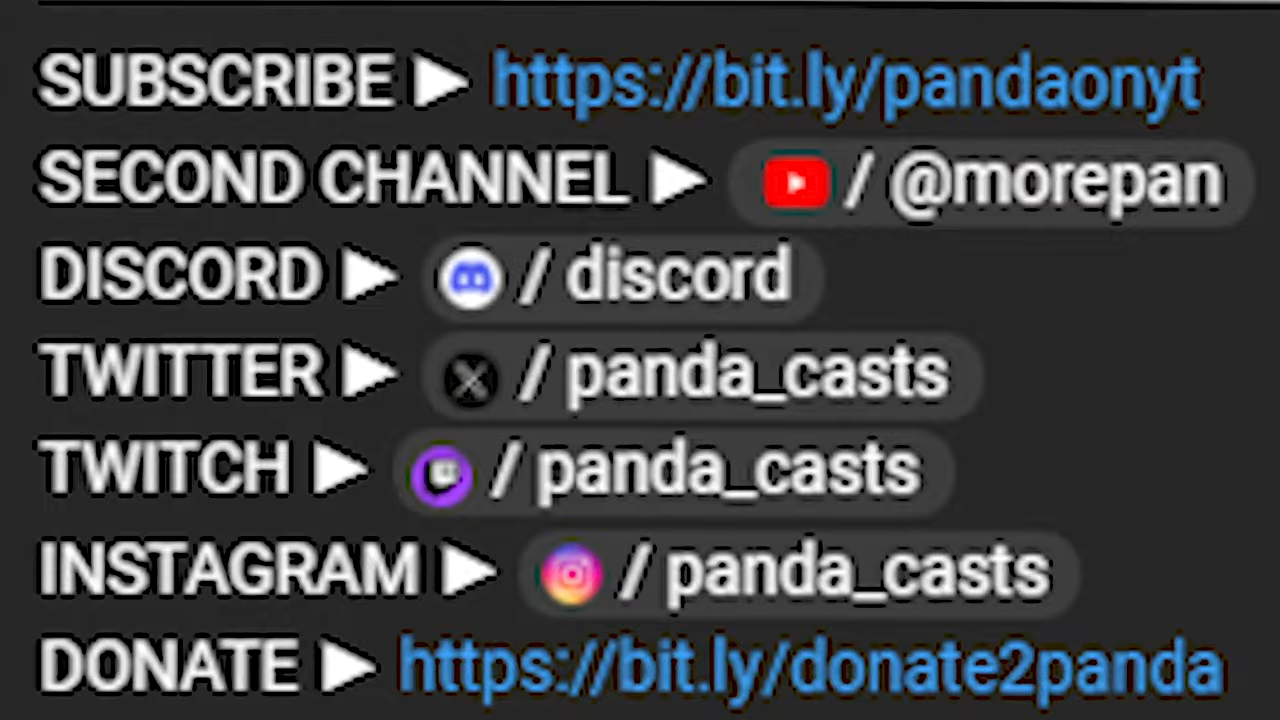 SUBSCRIBE ▶ https://bit.ly/pandaonyt
SECOND CHANNEL ▶ / @morepan
DISCORD ▶ / discord
TWITTER ▶ / panda_casts
TWITCH ▶ / panda_casts
INSTAGRAM ▶ / panda_casts
DONATE ▶ https://bit.ly/donate2panda